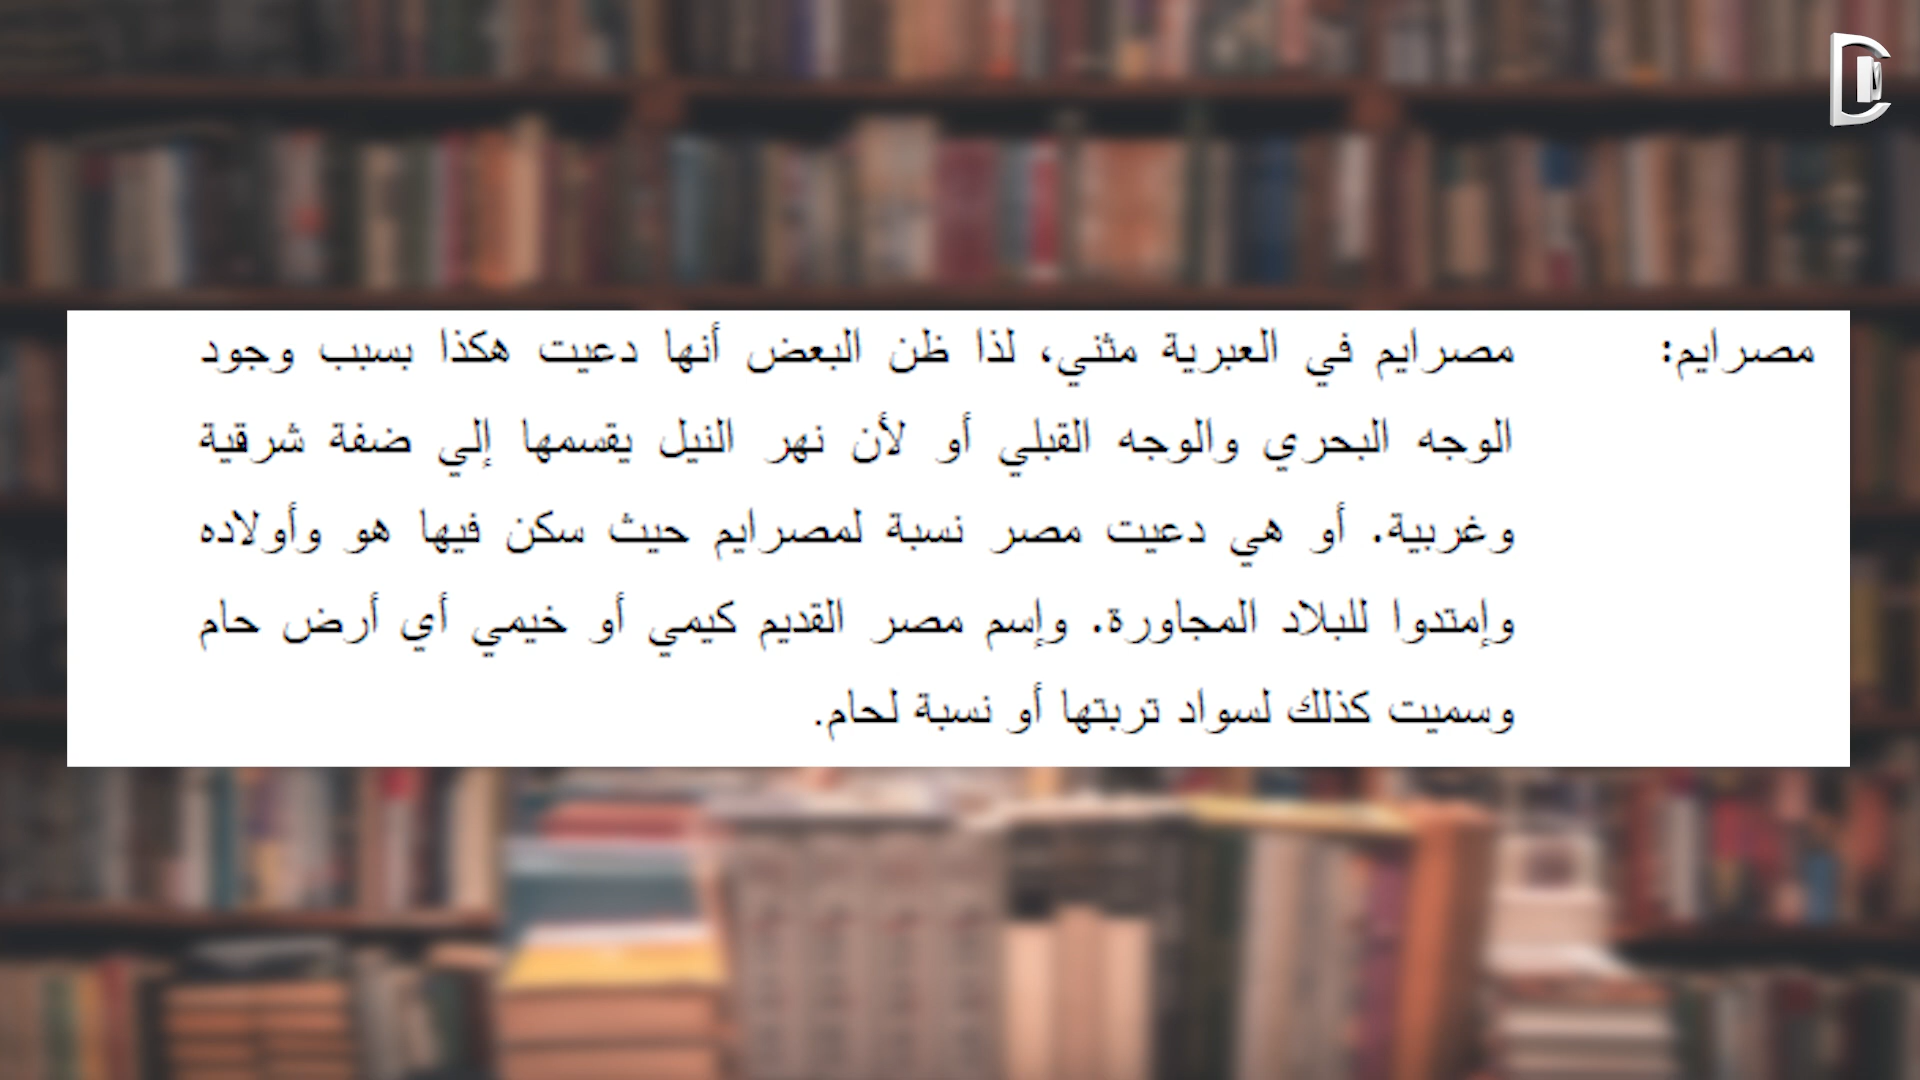 مصرايم: مصرايم في العبرية مثني، لذا ظن البعض أنها دعيت هكذا بسبب وجود
الوجه البحري والوجه القبلي أو لأن نهر النيل يقسمها إلي ضفة شرقية
وغربية. أو هي دعيت مصر نسبة لمصرايم حيث سكن فيها هو وأولاده
وإمتدوا للبلاد المجاورة. وإسم مصر القديم كيمي أو خيمي أي أرض حام
وسميت كذلك لسواد تربتها أو نسبة لحام.